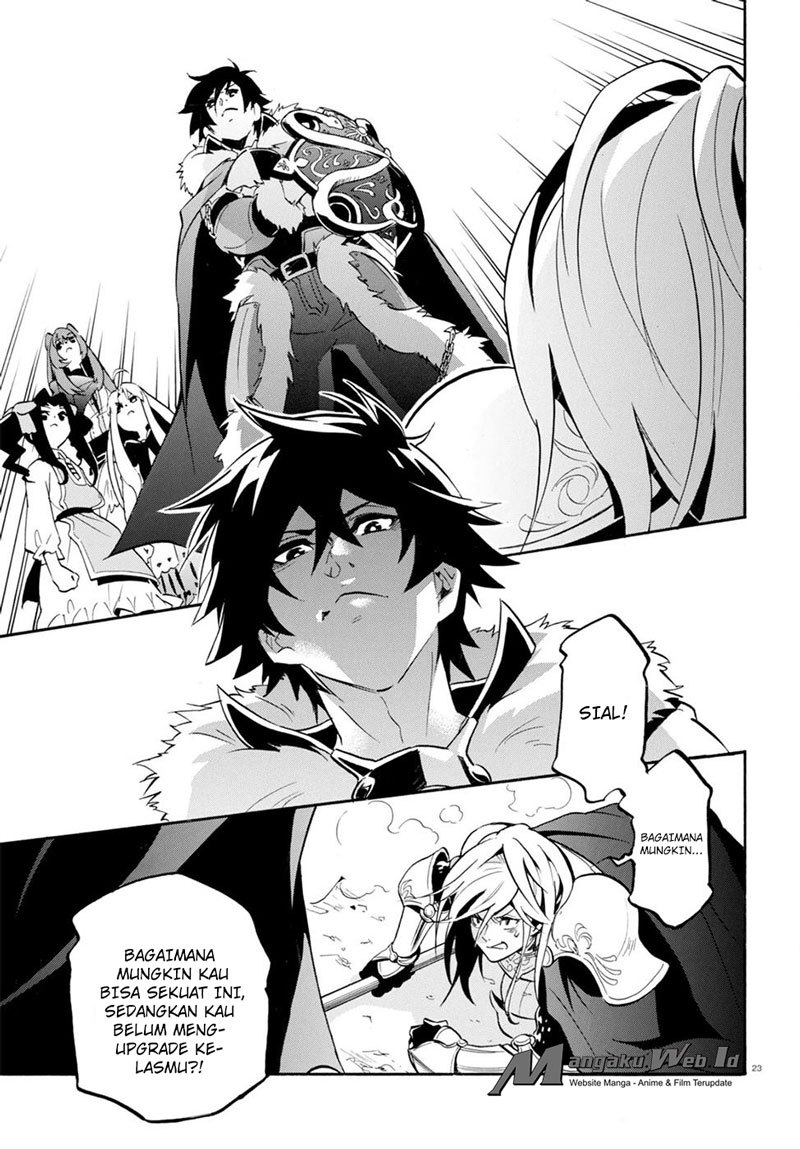 SIAL!
BAGAIMANA
MUNGKIN...
BAGAIMANA
MUNGKIN KAU
BISA SEKUAT INI,
SEDANGKAN KAU
BELUM MENG-
UPGRADE KE-
LASMU?!
Mangaku.Web Id
Website Manga - Anime & Film Terupdate
23